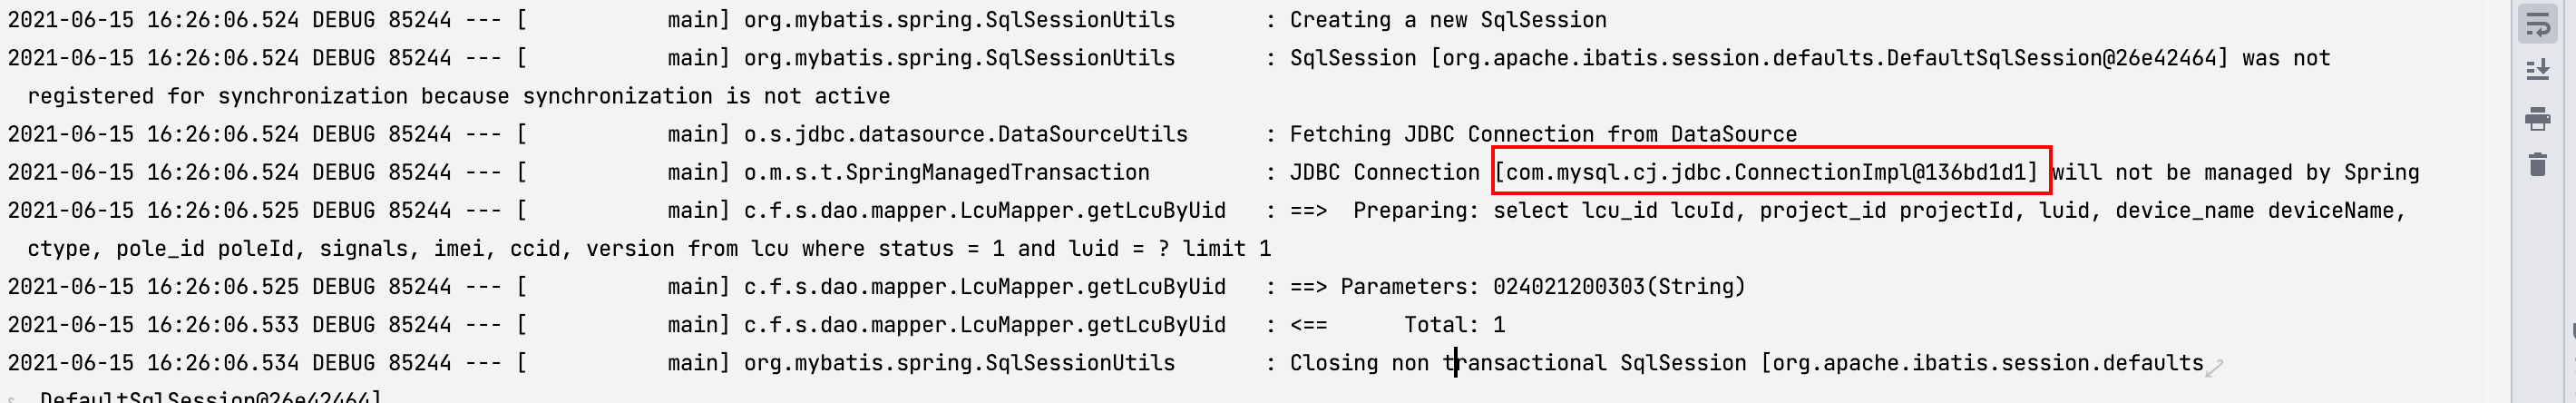 2021-06-15 16:26:06.524 DEBUG 85244 --- [           main] org.mybatis.spring.SqlSessionUtils       : Creating a new SqlSession
2021-06-15 16:26:06.524 DEBUG 85244 --- [           main] org.mybatis.spring.SqlSessionUtils       : SqlSession [org.apache.ibatis.session.defaults.DefaultSqlSession@26e42464] was not
registered for synchronization because synchronization is not active
2021-06-15 16:26:06.524 DEBUG 85244 --- [           main] o.s.jdbc.datasource.DataSourceUtils      : Fetching JDBC Connection from DataSource
2021-06-15 16:26:06.524 DEBUG 85244 --- [           main] o.m.s.t.SpringManagedTransaction         : JDBC Connection [com.mysql.cj.jdbc.ConnectionImpl@136bd1d1] will not be managed by Spring
2021-06-15 16:26:06.525 DEBUG 85244 --- [           main] c.f.s.dao.mapper.LcuMapper.getLcuByUid   : ==>  Preparing: select lcu_id lcuId, project_id projectId, luid, device_name deviceName,
ctype, pole_id poleId, signals, imei, ccid, version from lcu where status = 1 and luid = ? limit 1
2021-06-15 16:26:06.525 DEBUG 85244 --- [           main] c.f.s.dao.mapper.LcuMapper.getLcuByUid   : ==> Parameters: 024021200303(String)
2021-06-15 16:26:06.533 DEBUG 85244 --- [           main] c.f.s.dao.mapper.LcuMapper.getLcuByUid   : <==      Total: 1
2021-06-15 16:26:06.534 DEBUG 85244 --- [           main] org.mybatis.spring.SqlSessionUtils       : Closing non transactional SqlSession [org.apache.ibatis.session.defaults
.DefaultSqlSession@26e42464]